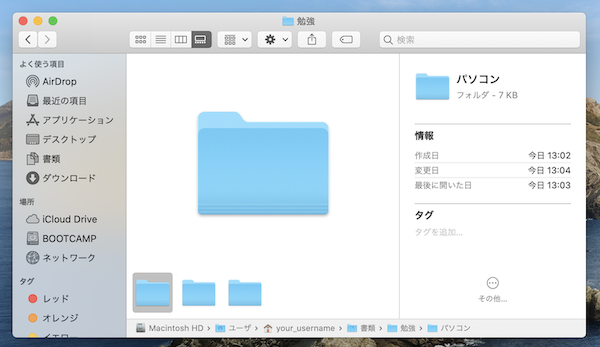 勉強
検索
よく使う項目
AirDrop
最近の項目
アプリケーション
デスクトップ
書類
ダウンロード
場所
iCloud Drive
BOOTCAMP
ネットワーク
タグ
レッド
オレンジ
イエロー
パソコン
フォルダ - 7 KB
情報
作成日 今日 13:02
変更日 今日 13:04
最後に開いた日 今日 13:03
タグ
タグを追加...
その他...
Macintosh HD › ユーザ › your_username › 書類 › 勉強 › パソコン